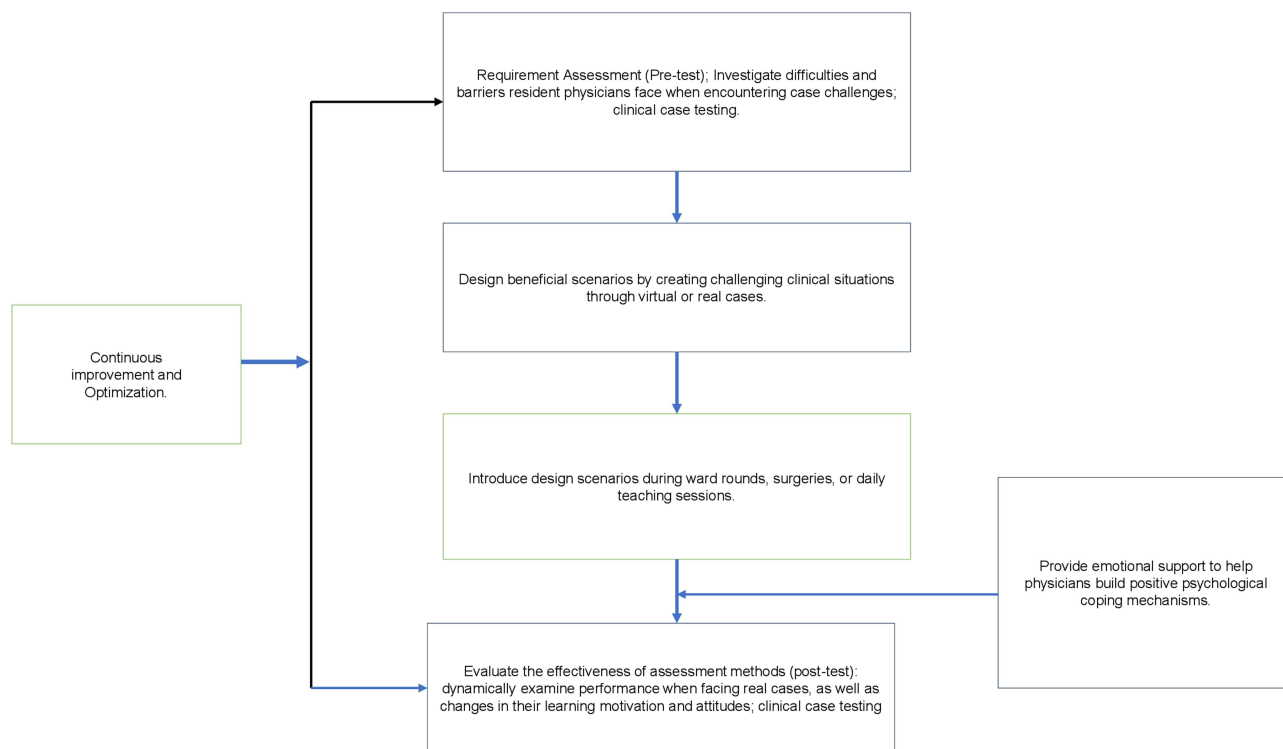 Requirement Assessment (Pre-test); Investigate difficulties and
barriers resident physicians face when encountering case challenges;
clinical case testing.
Design beneficial scenarios by creating challenging clinical situations
through virtual or real cases.
Continuous
improvement and
Optimization.
Introduce design scenarios during ward rounds, surgeries, or daily
teaching sessions.
Provide emotional support to help
physicians build positive psychological
coping mechanisms.
Evaluate the effectiveness of assessment methods (post-test):
dynamically examine performance when facing real cases, as well as
changes in their learning motivation and attitudes; clinical case testing